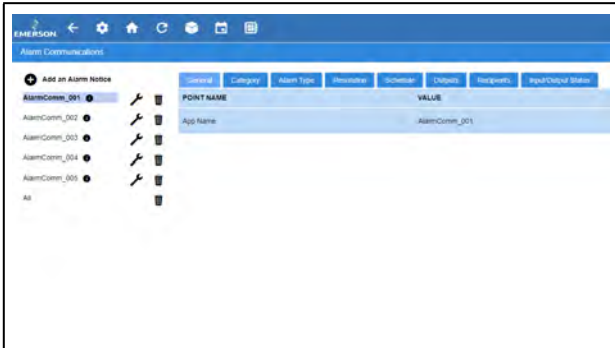 EMERSON
Alarm Communications
Add an Alarm Notice
General Category Alarm Type Resolution Scheduler Outputs Recipients Input/Output Status
AlarmComm_001
POINT NAME VALUE
App Name AlarmComm_001
AlarmComm_002
AlarmComm_003
AlarmComm_004
AlarmComm_005
All